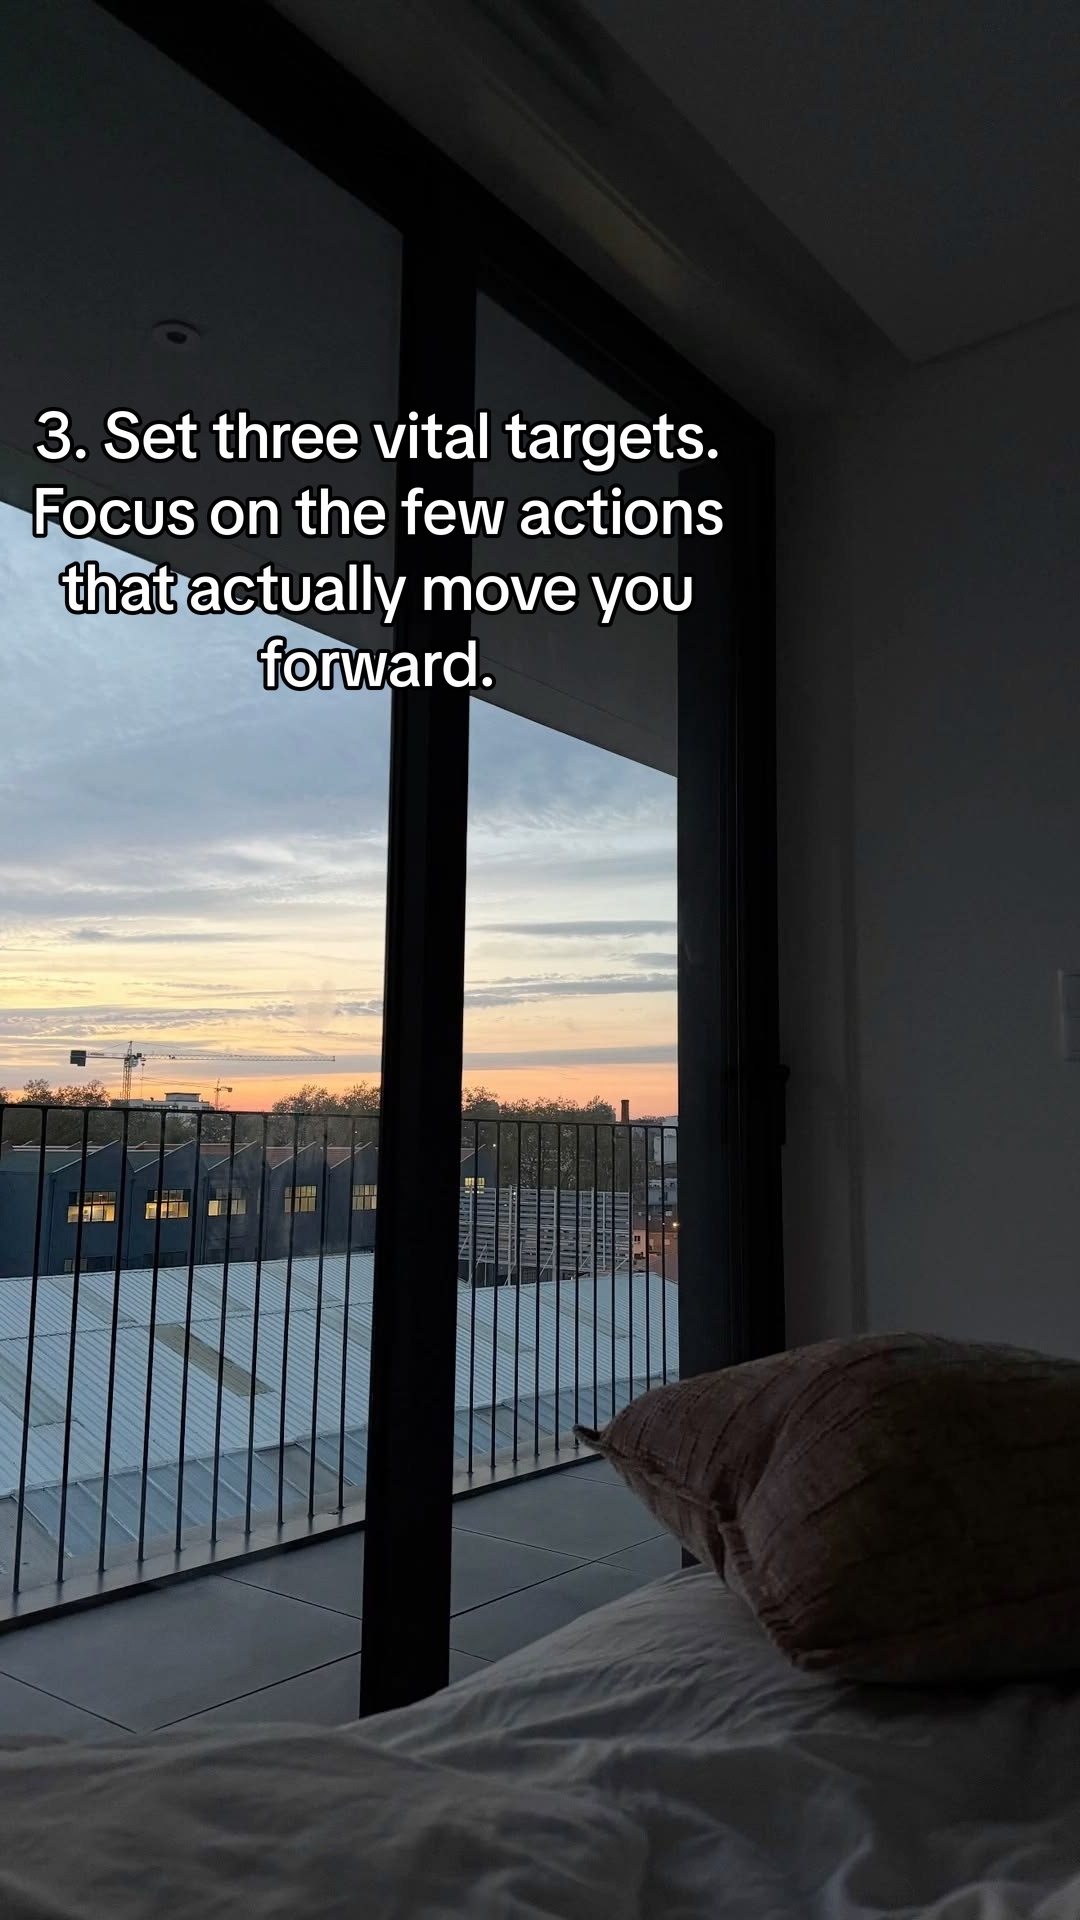 3. Set three vital targets.
Focus on the few actions
that actually move you
forward.